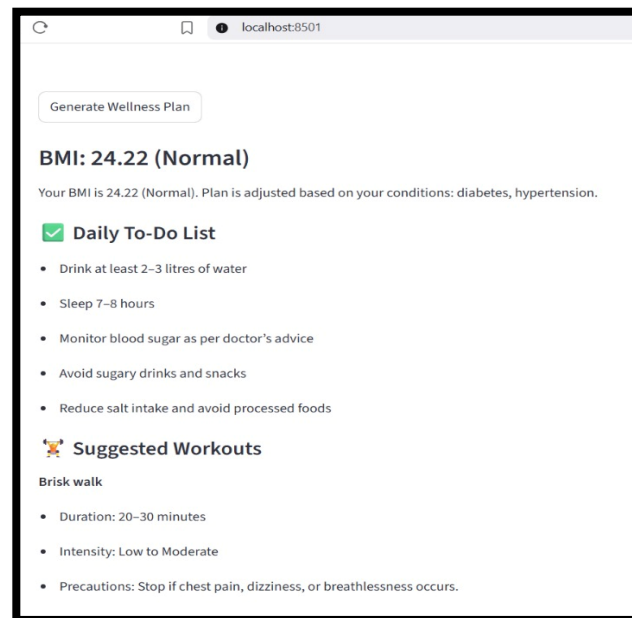 localhost:8501
Generate Wellness Plan
BMI: 24.22 (Normal)
Your BMI is 24.22 (Normal). Plan is adjusted based on your conditions: diabetes, hypertension.
✅ Daily To-Do List
• Drink at least 2–3 litres of water
• Sleep 7–8 hours
• Monitor blood sugar as per doctor’s advice
• Avoid sugary drinks and snacks
• Reduce salt intake and avoid processed foods
🏋️ Suggested Workouts
Brisk walk
• Duration: 20–30 minutes
• Intensity: Low to Moderate
• Precautions: Stop if chest pain, dizziness, or breathlessness occurs.